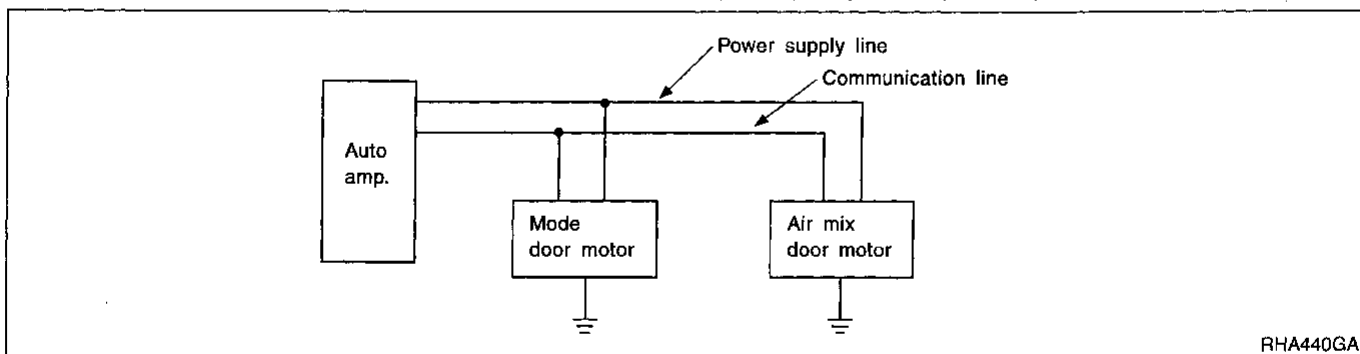 Power supply line
Communication line
Auto
amp.
Mode
door motor
Air mix
door motor
RHA440GA